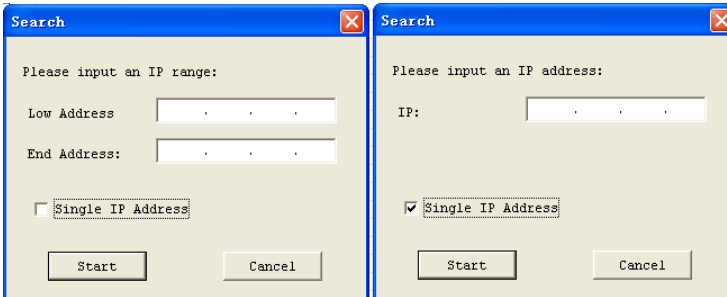 Search
Please input an IP range:
Low Address . . .
End Address: . . .
Single IP Address
Start Cancel
Search
Please input an IP address:
IP: . . .
Single IP Address
Start Cancel